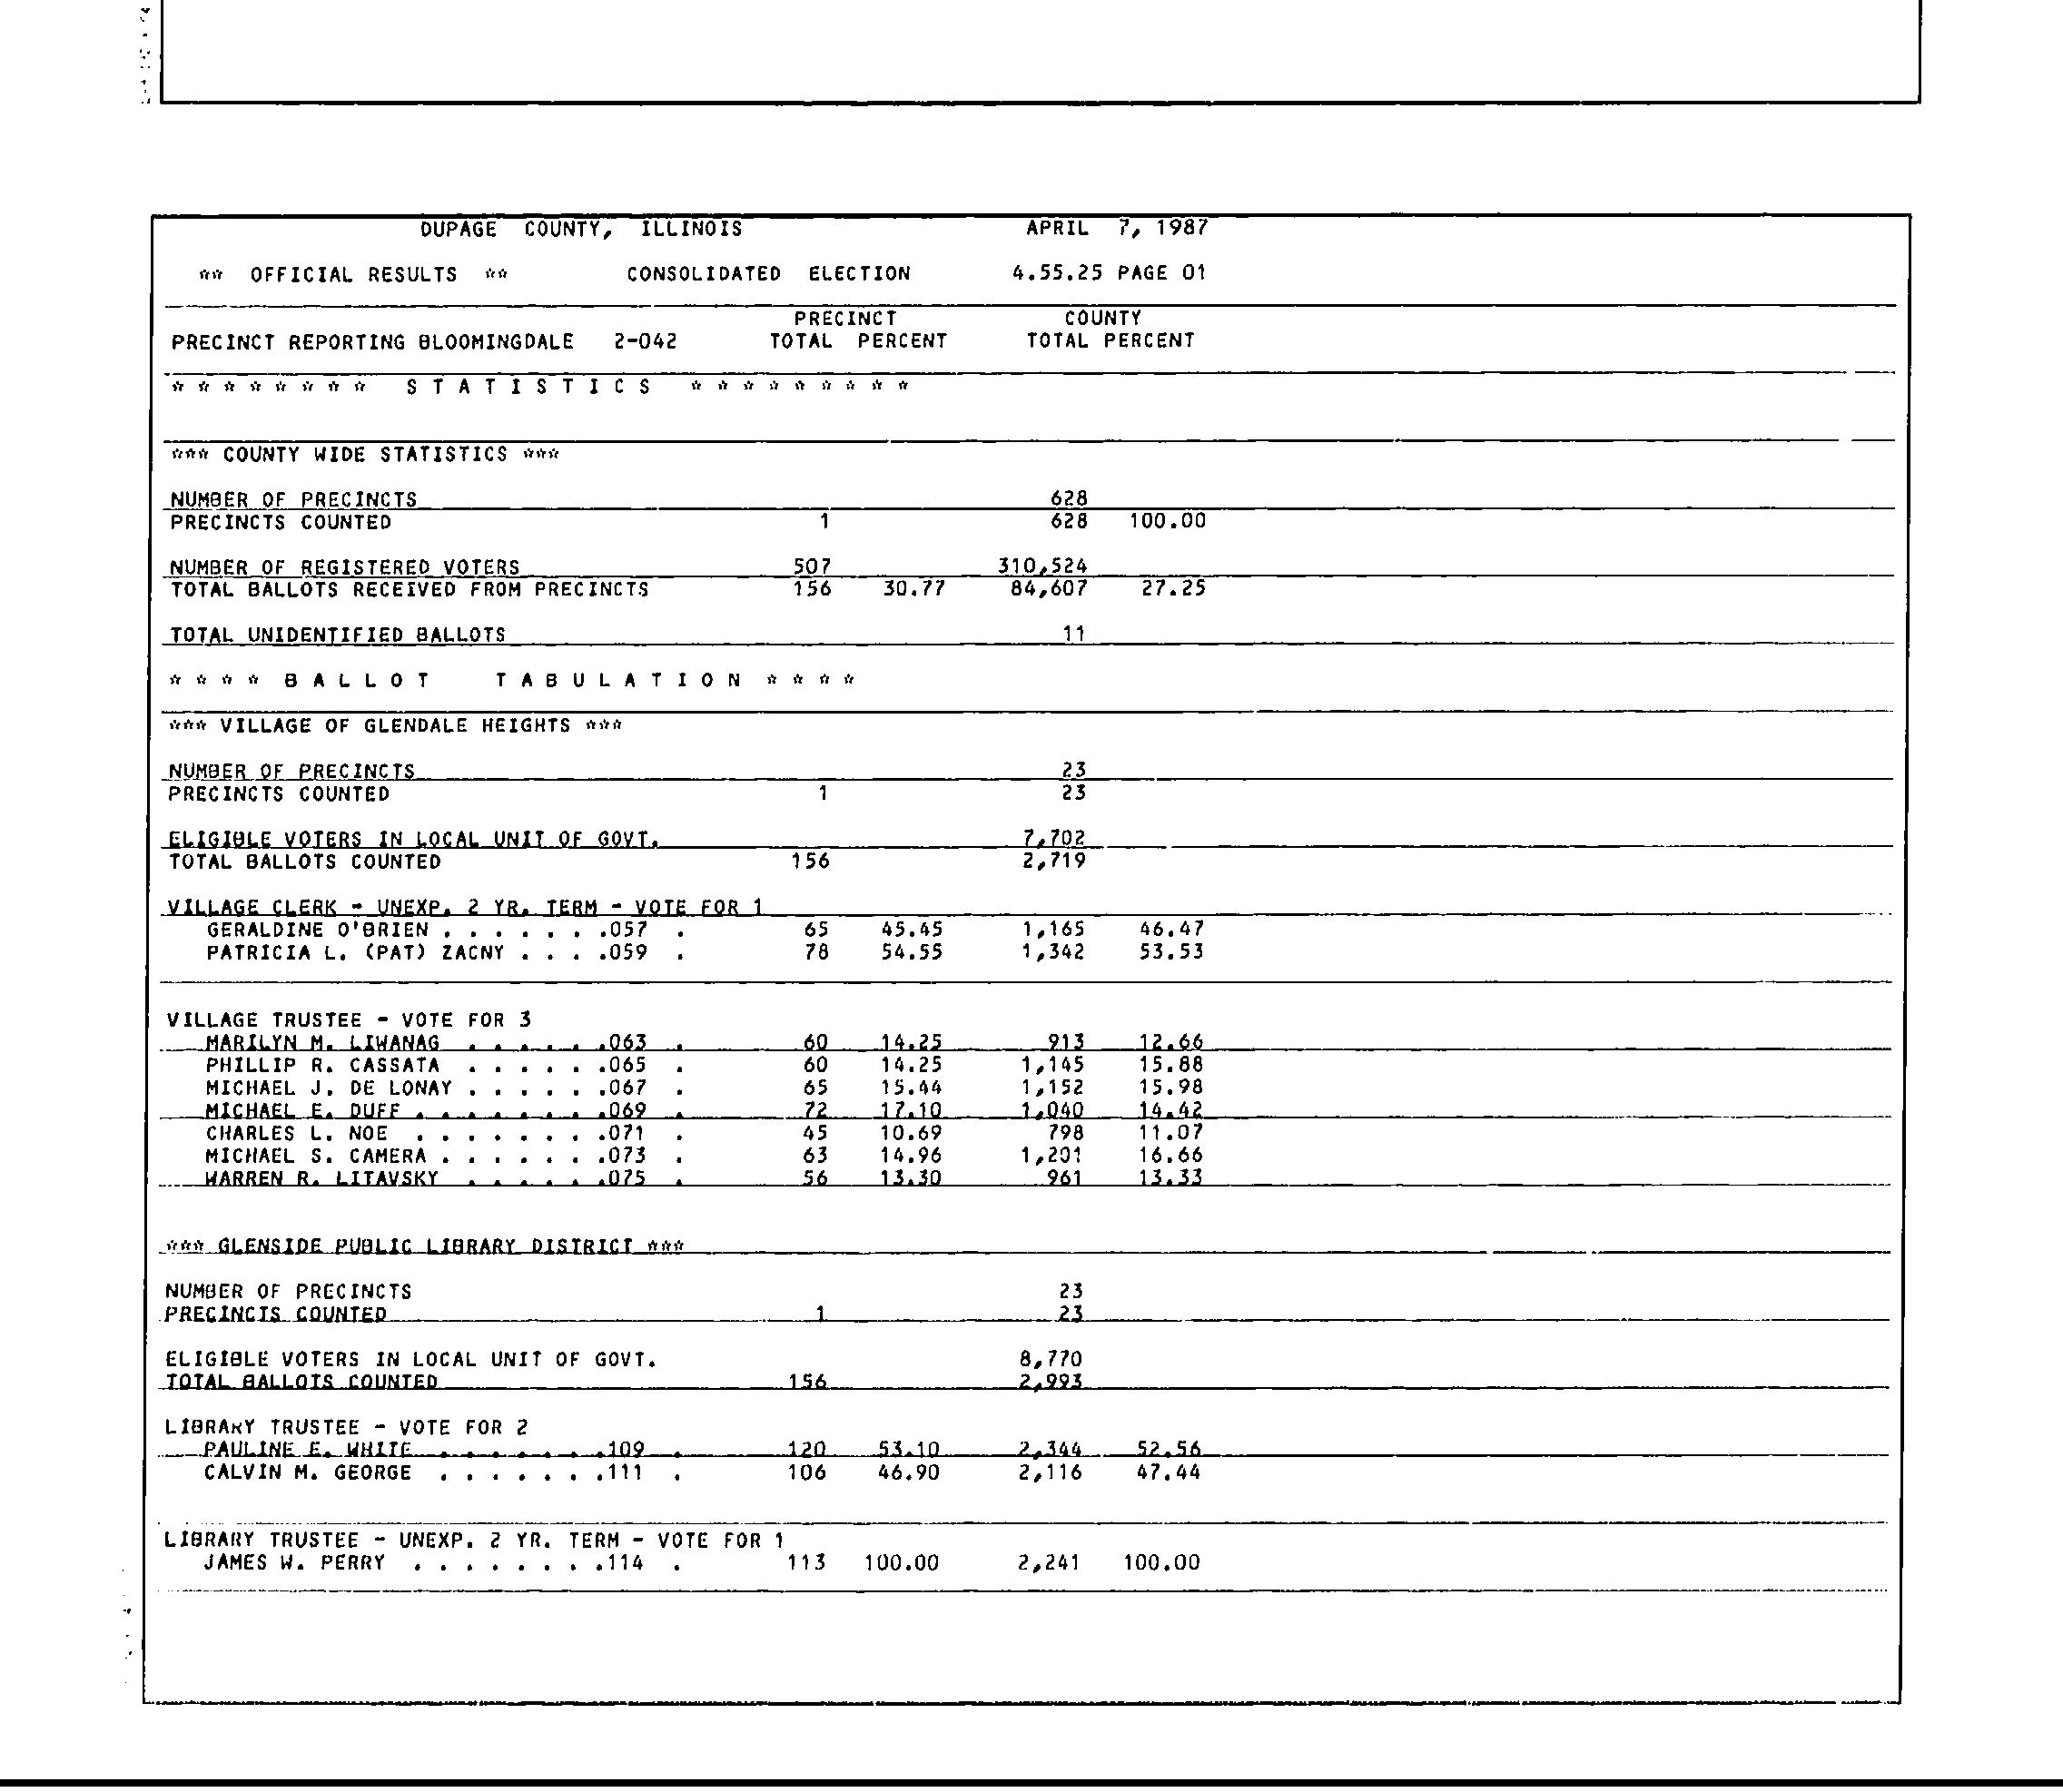 DUPAGE COUNTY, ILLINOIS APRIL 7, 1987
** OFFICIAL RESULTS ** CONSOLIDATED ELECTION 4.55.25 PAGE 01
PRECINCT COUNTY
PRECINCT REPORTING BLOOMINGDALE 2-042 TOTAL PERCENT TOTAL PERCENT
* * * * * * * * S T A T I S T I C S * * * * * * * * *
*** COUNTY WIDE STATISTICS ***
NUMBER OF PRECINCTS 628
PRECINCTS COUNTED 1 628 100.00
NUMBER OF REGISTERED VOTERS 507 310,524
TOTAL BALLOTS RECEIVED FROM PRECINCTS 156 30.77 84,607 27.25
TOTAL UNIDENTIFIED BALLOTS 11
* * * * B A L L O T T A B U L A T I O N * * * *
*** VILLAGE OF GLENDALE HEIGHTS ***
NUMBER OF PRECINCTS 23
PRECINCTS COUNTED 1 23
ELIGIBLE VOTERS IN LOCAL UNIT OF GOVT. 7,702
TOTAL BALLOTS COUNTED 156 2,719
VILLAGE CLERK - UNEXP. 2 YR. TERM - VOTE FOR 1
GERALDINE O'BRIEN . . . . . . .057 . 65 45.45 1,165 46.47
PATRICIA L. (PAT) ZACNY . . . .059 . 78 54.55 1,342 53.53
VILLAGE TRUSTEE - VOTE FOR 3
MARILYN M. LIWANAG . . . . . .063 . 60 14.25 913 12.66
PHILLIP R. CASSATA . . . . . .065 . 60 14.25 1,145 15.88
MICHAEL J. DE LONAY . . . . . .067 . 65 15.44 1,152 15.98
MICHAEL E. DUFF . . . . . . . .069 . 72 17.10 1,040 14.42
CHARLES L. NOE . . . . . . . .071 . 45 10.69 798 11.07
MICHAEL S. CAMERA . . . . . . .073 . 63 14.96 1,201 16.66
WARREN R. LITAVSKY . . . . . .075 . 56 13.30 961 13.33
*** GLENSIDE PUBLIC LIBRARY DISTRICT ***
NUMBER OF PRECINCTS 23
PRECINCTS COUNTED 1 23
ELIGIBLE VOTERS IN LOCAL UNIT OF GOVT. 8,770
TOTAL BALLOTS COUNTED 156 2,993
LIBRARY TRUSTEE - VOTE FOR 2
PAULINE E. WHITE . . . . . . .109 . 120 53.10 2,344 52.56
CALVIN M. GEORGE . . . . . . .111 . 106 46.90 2,116 47.44
LIBRARY TRUSTEE - UNEXP. 2 YR. TERM - VOTE FOR 1
JAMES W. PERRY . . . . . . . .114 . 113 100.00 2,241 100.00